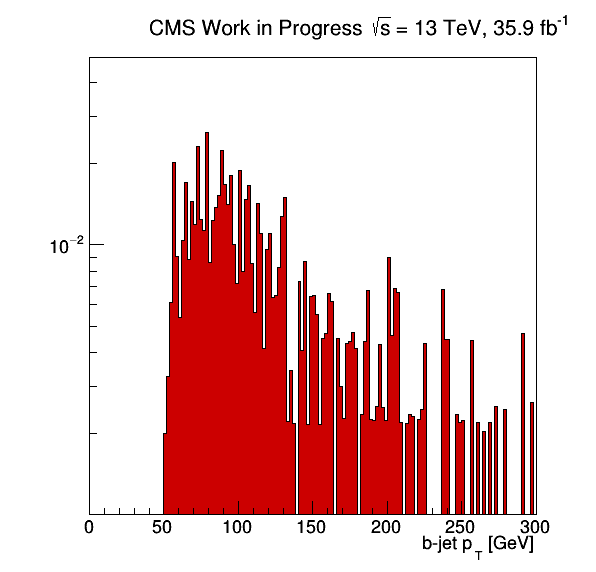 CMS Work in Progress √s = 13 TeV, 35.9 fb⁻¹
10⁻²
0 50 100 150 200 250 300
b-jet p_T [GeV]